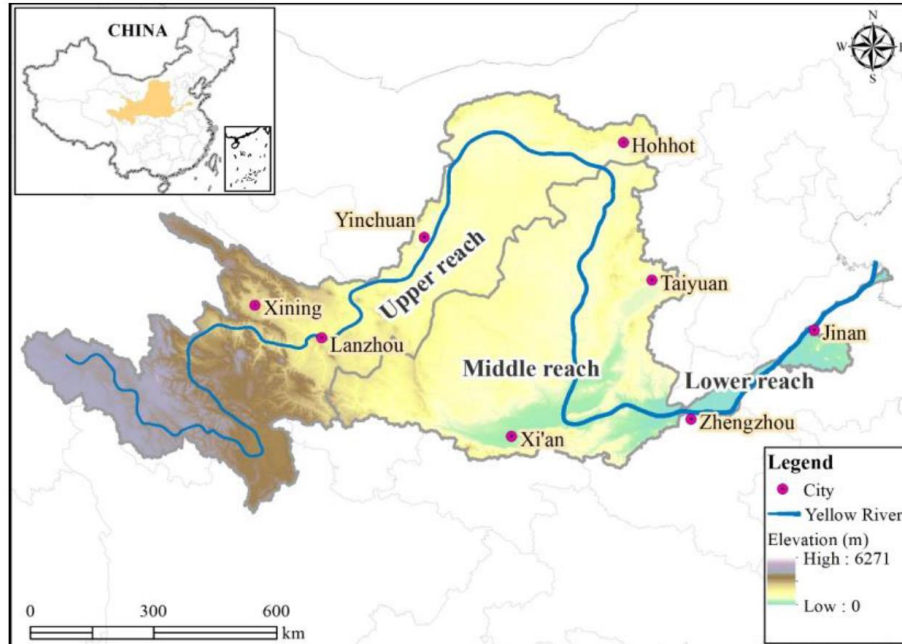 CHINA
N
W
E
S
Hohhot
Yinchuan
Upper reach
Taiyuan
Xining
Lanzhou
Jinan
Middle reach
Lower reach
Zhengzhou
Xi'an
Legend
City
Yellow River
Elevation (m)
High : 6271
Low : 0
0 300 600
km